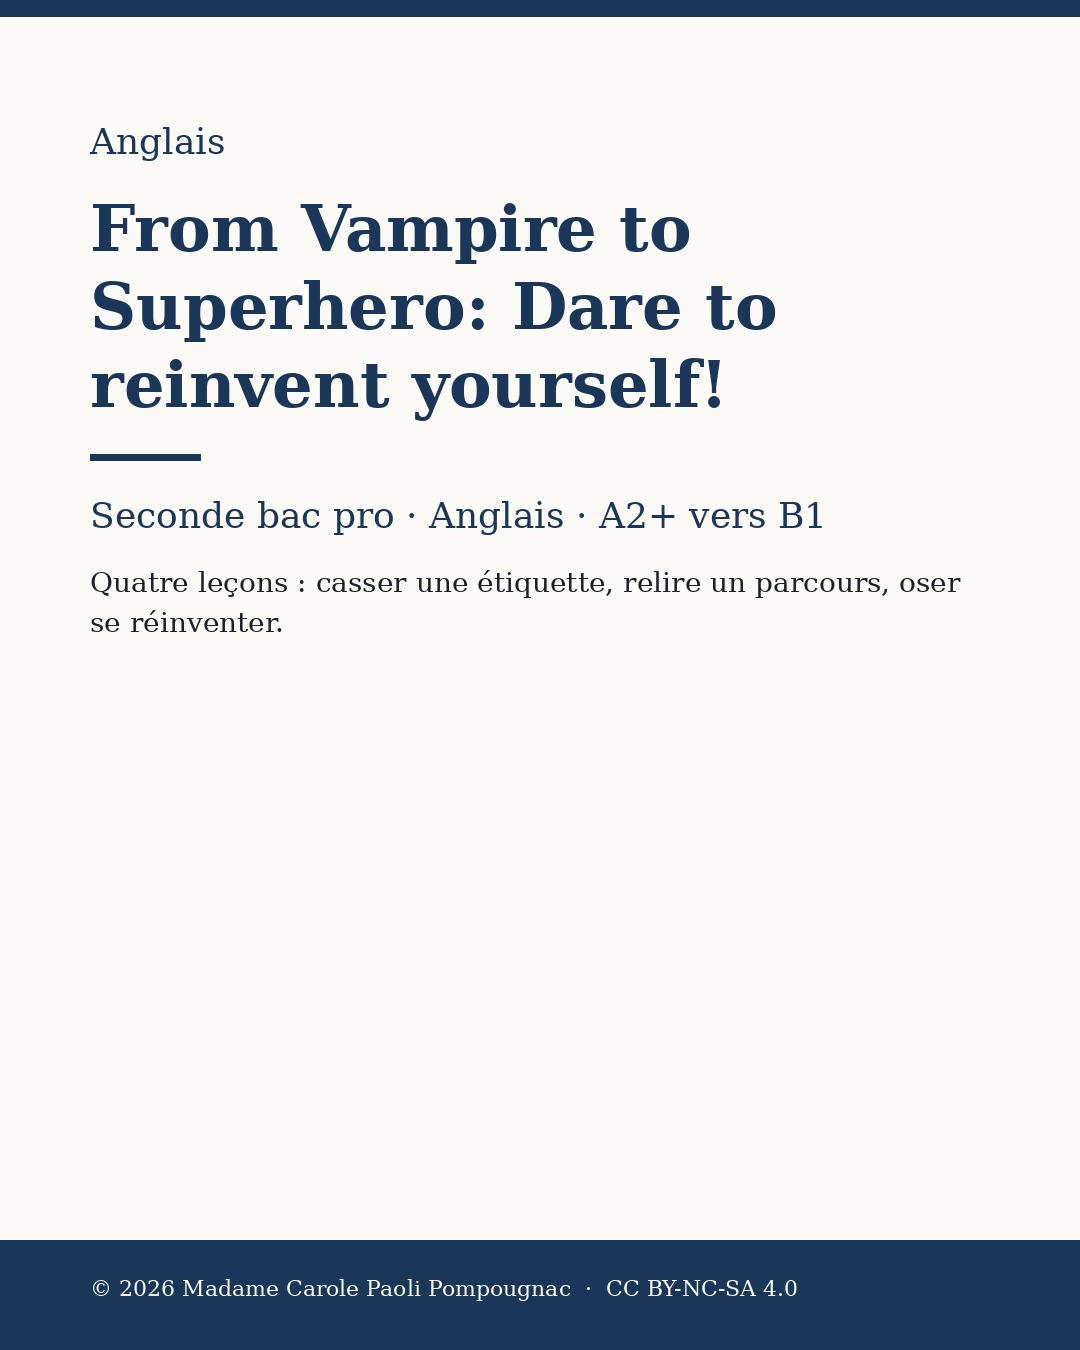 Anglais
From Vampire to
Superhero: Dare to
reinvent yourself!
Seconde bac pro · Anglais · A2+ vers B1
Quatre leçons : casser une étiquette, relire un parcours, oser
se réinventer.
© 2026 Madame Carole Paoli Pompougnac · CC BY-NC-SA 4.0